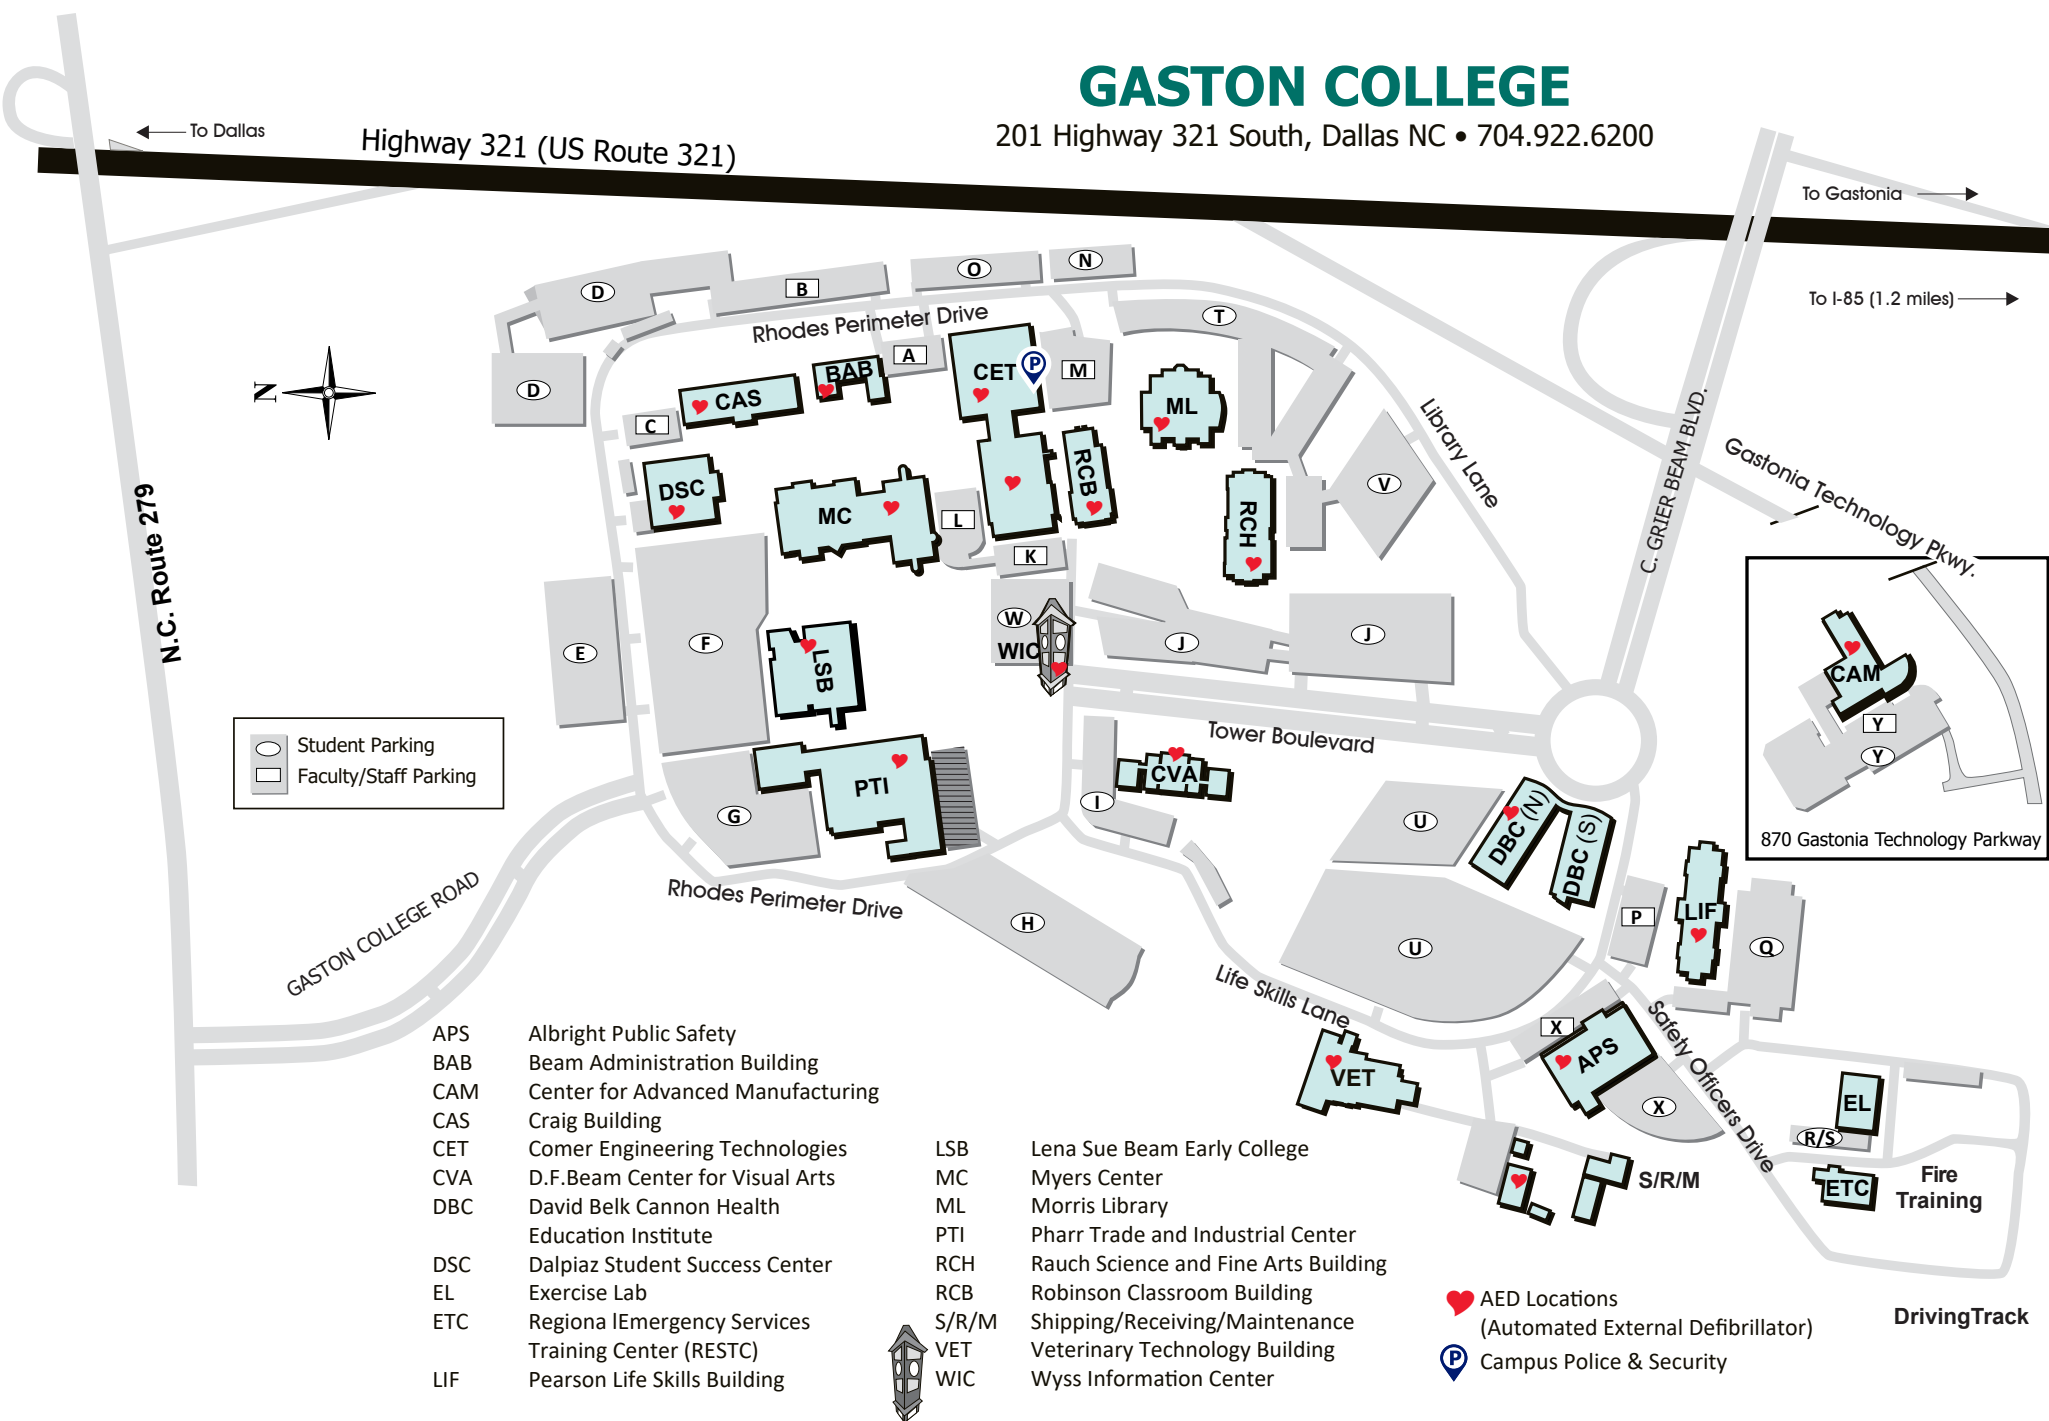 GASTON COLLEGE
201 Highway 321 South, Dallas NC • 704.922.6200
To Dallas
Highway 321 (US Route 321)
To Gastonia
To I-85 (1.2 miles)
N.C. Route 279
N
D
B
O
N
Rhodes Perimeter Drive
T
D
A
BAB
CET
P
M
CAS
C
ML
Library Lane
C. GRIER BEAM BLVD.
Gastonia Technology Pkwy.
DSC
MC
L
RCB
RCH
V
K
E
F
LSB
W
WIC
J
J
CAM
Y
Y
870 Gastonia Technology Parkway
Student Parking
Faculty/Staff Parking
Tower Boulevard
PTI
G
CVA
I
U
DBC (N)
DBC (S)
GASTON COLLEGE ROAD
Rhodes Perimeter Drive
H
U
P
LIF
Q
Life Skills Lane
X
APS
Safety Officers Drive
VET
X
EL
R/S
ETC
S/R/M
Fire
Training
DrivingTrack
APS Albright Public Safety
BAB Beam Administration Building
CAM Center for Advanced Manufacturing
CAS Craig Building
CET Comer Engineering Technologies
CVA D.F.Beam Center for Visual Arts
DBC David Belk Cannon Health
Education Institute
DSC Dalpiaz Student Success Center
EL Exercise Lab
ETC Regiona lEmergency Services
Training Center (RESTC)
LIF Pearson Life Skills Building
LSB Lena Sue Beam Early College
MC Myers Center
ML Morris Library
PTI Pharr Trade and Industrial Center
RCH Rauch Science and Fine Arts Building
RCB Robinson Classroom Building
S/R/M Shipping/Receiving/Maintenance
VET Veterinary Technology Building
WIC Wyss Information Center
AED Locations
(Automated External Defibrillator)
P Campus Police & Security